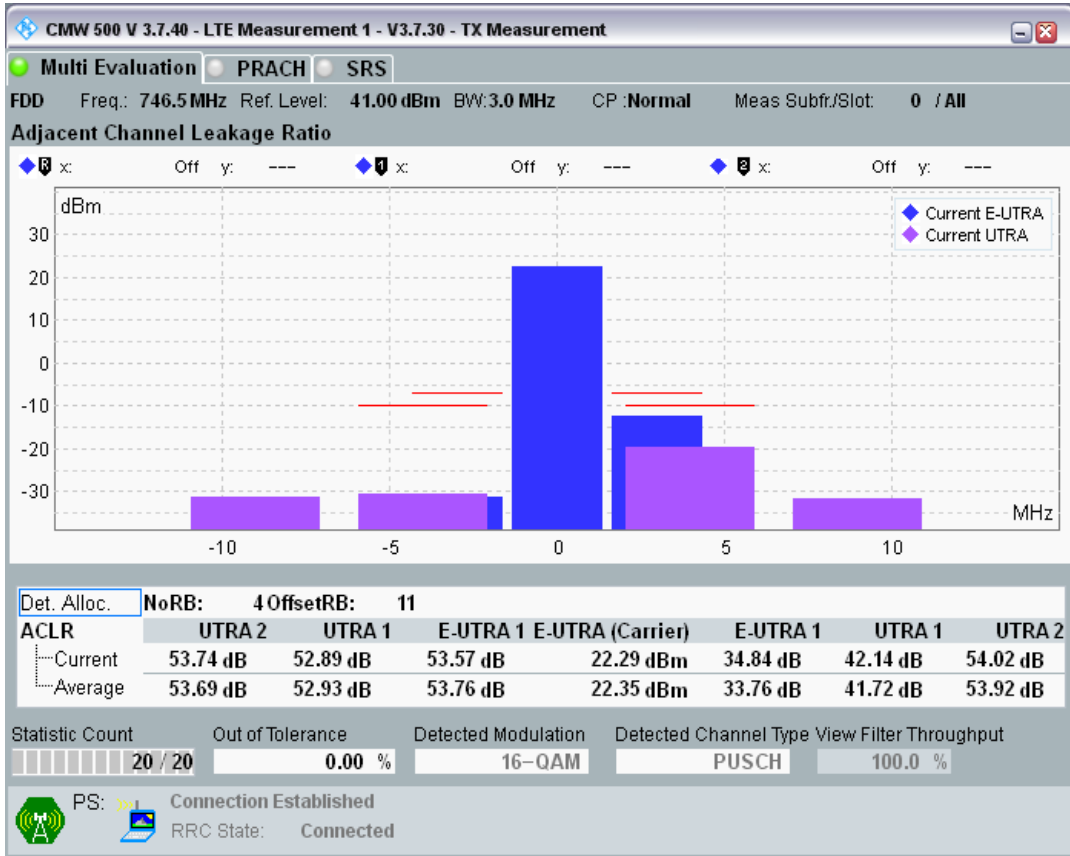 CMW 500 V 3.7.40 - LTE Measurement 1 - V3.7.30 - TX Measurement
Multi Evaluation PRACH SRS
FDD Freq.: 746.5 MHz Ref. Level: 41.00 dBm BW: 3.0 MHz CP :Normal Meas Subfr./Slot: 0 / All
Adjacent Channel Leakage Ratio
R x: Off y: --- 1 x: Off y: --- 2 x: Off y: ---
dBm
Current E-UTRA
Current UTRA
30
20
10
0
-10
-20
-30
MHz
-10 -5 0 5 10
Det. Alloc. NoRB: 4 OffsetRB: 11
ACLR UTRA 2 UTRA 1 E-UTRA 1 E-UTRA (Carrier) E-UTRA 1 UTRA 1 UTRA 2
Current 53.74 dB 52.89 dB 53.57 dB 22.29 dBm 34.84 dB 42.14 dB 54.02 dB
Average 53.69 dB 52.93 dB 53.76 dB 22.35 dBm 33.76 dB 41.72 dB 53.92 dB
Statistic Count Out of Tolerance Detected Modulation Detected Channel Type View Filter Throughput
20 / 20 0.00 % 16-QAM PUSCH 100.0 %
PS: Connection Established
RRC State: Connected